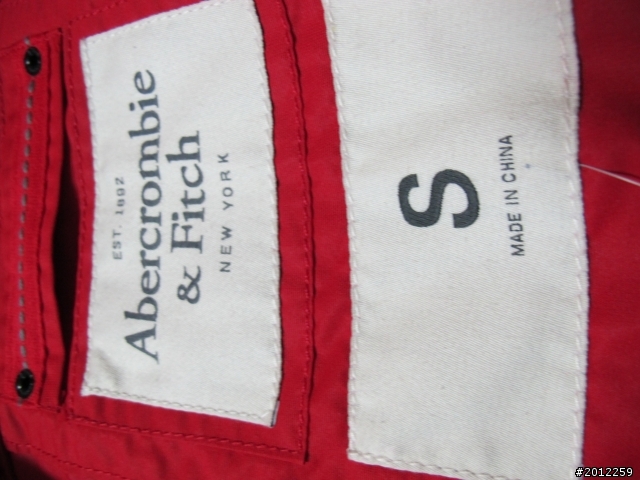 EST. 1892
Abercrombie
& Fitch
NEW YORK
S
MADE IN CHINA
#2012259